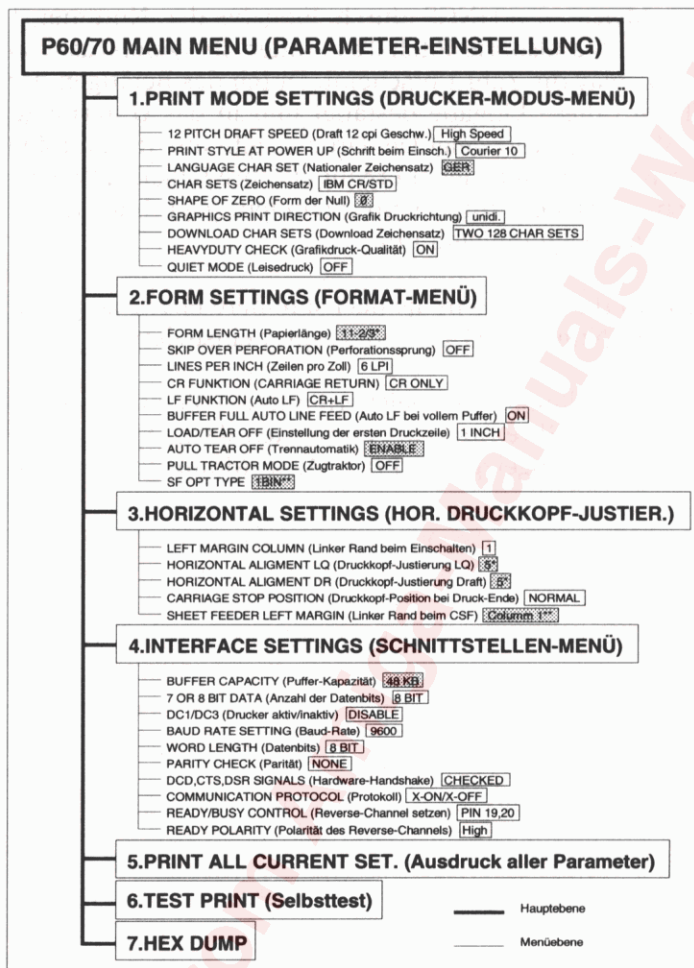 P60/70 MAIN MENU (PARAMETER-EINSTELLUNG)
1.PRINT MODE SETTINGS (DRUCKER-MODUS-MENÜ)
12 PITCH DRAFT SPEED (Draft 12 cpi Geschw.) High Speed
PRINT STYLE AT POWER UP (Schrift beim Einsch.) Courier 10
LANGUAGE CHAR SET (Nationaler Zeichensatz) GER
CHAR SETS (Zeichensatz) IBM CR/STD
SHAPE OF ZERO (Form der Null) 0
GRAPHICS PRINT DIRECTION (Grafik Druckrichtung) unidi.
DOWNLOAD CHAR SETS (Download Zeichensatz) TWO 128 CHAR SETS
HEAVYDUTY CHECK (Grafikdruck-Qualität) ON
QUIET MODE (Leisedruck) OFF
2.FORM SETTINGS (FORMAT-MENÜ)
FORM LENGTH (Papierlänge) 11-2/3*
SKIP OVER PERFORATION (Perforationssprung) OFF
LINES PER INCH (Zeilen pro Zoll) 6 LPI
CR FUNKTION (CARRIAGE RETURN) CR ONLY
LF FUNKTION (Auto LF) CR+LF
BUFFER FULL AUTO LINE FEED (Auto LF bei vollem Puffer) ON
LOAD/TEAR OFF (Einstellung der ersten Druckzeile) 1 INCH
AUTO TEAR OFF (Trennautomatik) ENABLE
PULL TRACTOR MODE (Zugtraktor) OFF
SF OPT TYPE 1BIN**
3.HORIZONTAL SETTINGS (HOR. DRUCKKOPF-JUSTIER.)
LEFT MARGIN COLUMN (Linker Rand beim Einschalten) 1
HORIZONTAL ALIGMENT LQ (Druckkopf-Justierung LQ) 5*
HORIZONTAL ALIGMENT DR (Druckkopf-Justierung Draft) 5*
CARRIAGE STOP POSITION (Druckkopf-Position bei Druck-Ende) NORMAL
SHEET FEEDER LEFT MARGIN (Linker Rand beim CSF) Columm 1**
4.INTERFACE SETTINGS (SCHNITTSTELLEN-MENÜ)
BUFFER CAPACITY (Puffer-Kapazität) 48 KB
7 OR 8 BIT DATA (Anzahl der Datenbits) 8 BIT
DC1/DC3 (Drucker aktiv/inaktiv) DISABLE
BAUD RATE SETTING (Baud-Rate) 9600
WORD LENGTH (Datenbits) 8 BIT
PARITY CHECK (Parität) NONE
DCD,CTS,DSR SIGNALS (Hardware-Handshake) CHECKED
COMMUNICATION PROTOCOL (Protokoll) X-ON/X-OFF
READY/BUSY CONTROL (Reverse-Channel setzen) PIN 19,20
READY POLARITY (Polarität des Reverse-Channels) High
5.PRINT ALL CURRENT SET. (Ausdruck aller Parameter)
6.TEST PRINT (Selbsttest)
Hauptebene
7.HEX DUMP
Menüebene
om Amiga-Manuals-We